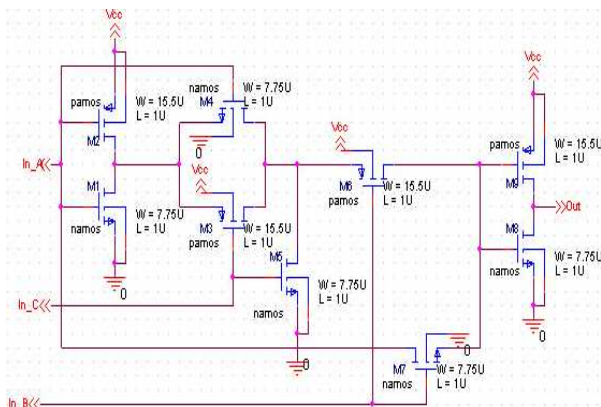 Vcc
Vcc
namos
W = 7.75U
M4
L = 1U
pamos
W = 15.5U
L = 1U
M2
0
Vcc
In_A
Vcc
M6
pamos
W = 15.5U
L = 1U
pamos
W = 15.5U
L = 1U
M9
M1
W = 7.75U
L = 1U
namos
M3
pamos
W = 15.5U
L = 1U
Out
M5
W = 7.75U
L = 1U
namos
M8
W = 7.75U
L = 1U
namos
0
In_C
0
0
0
M7
namos
W = 7.75U
L = 1U
In_B